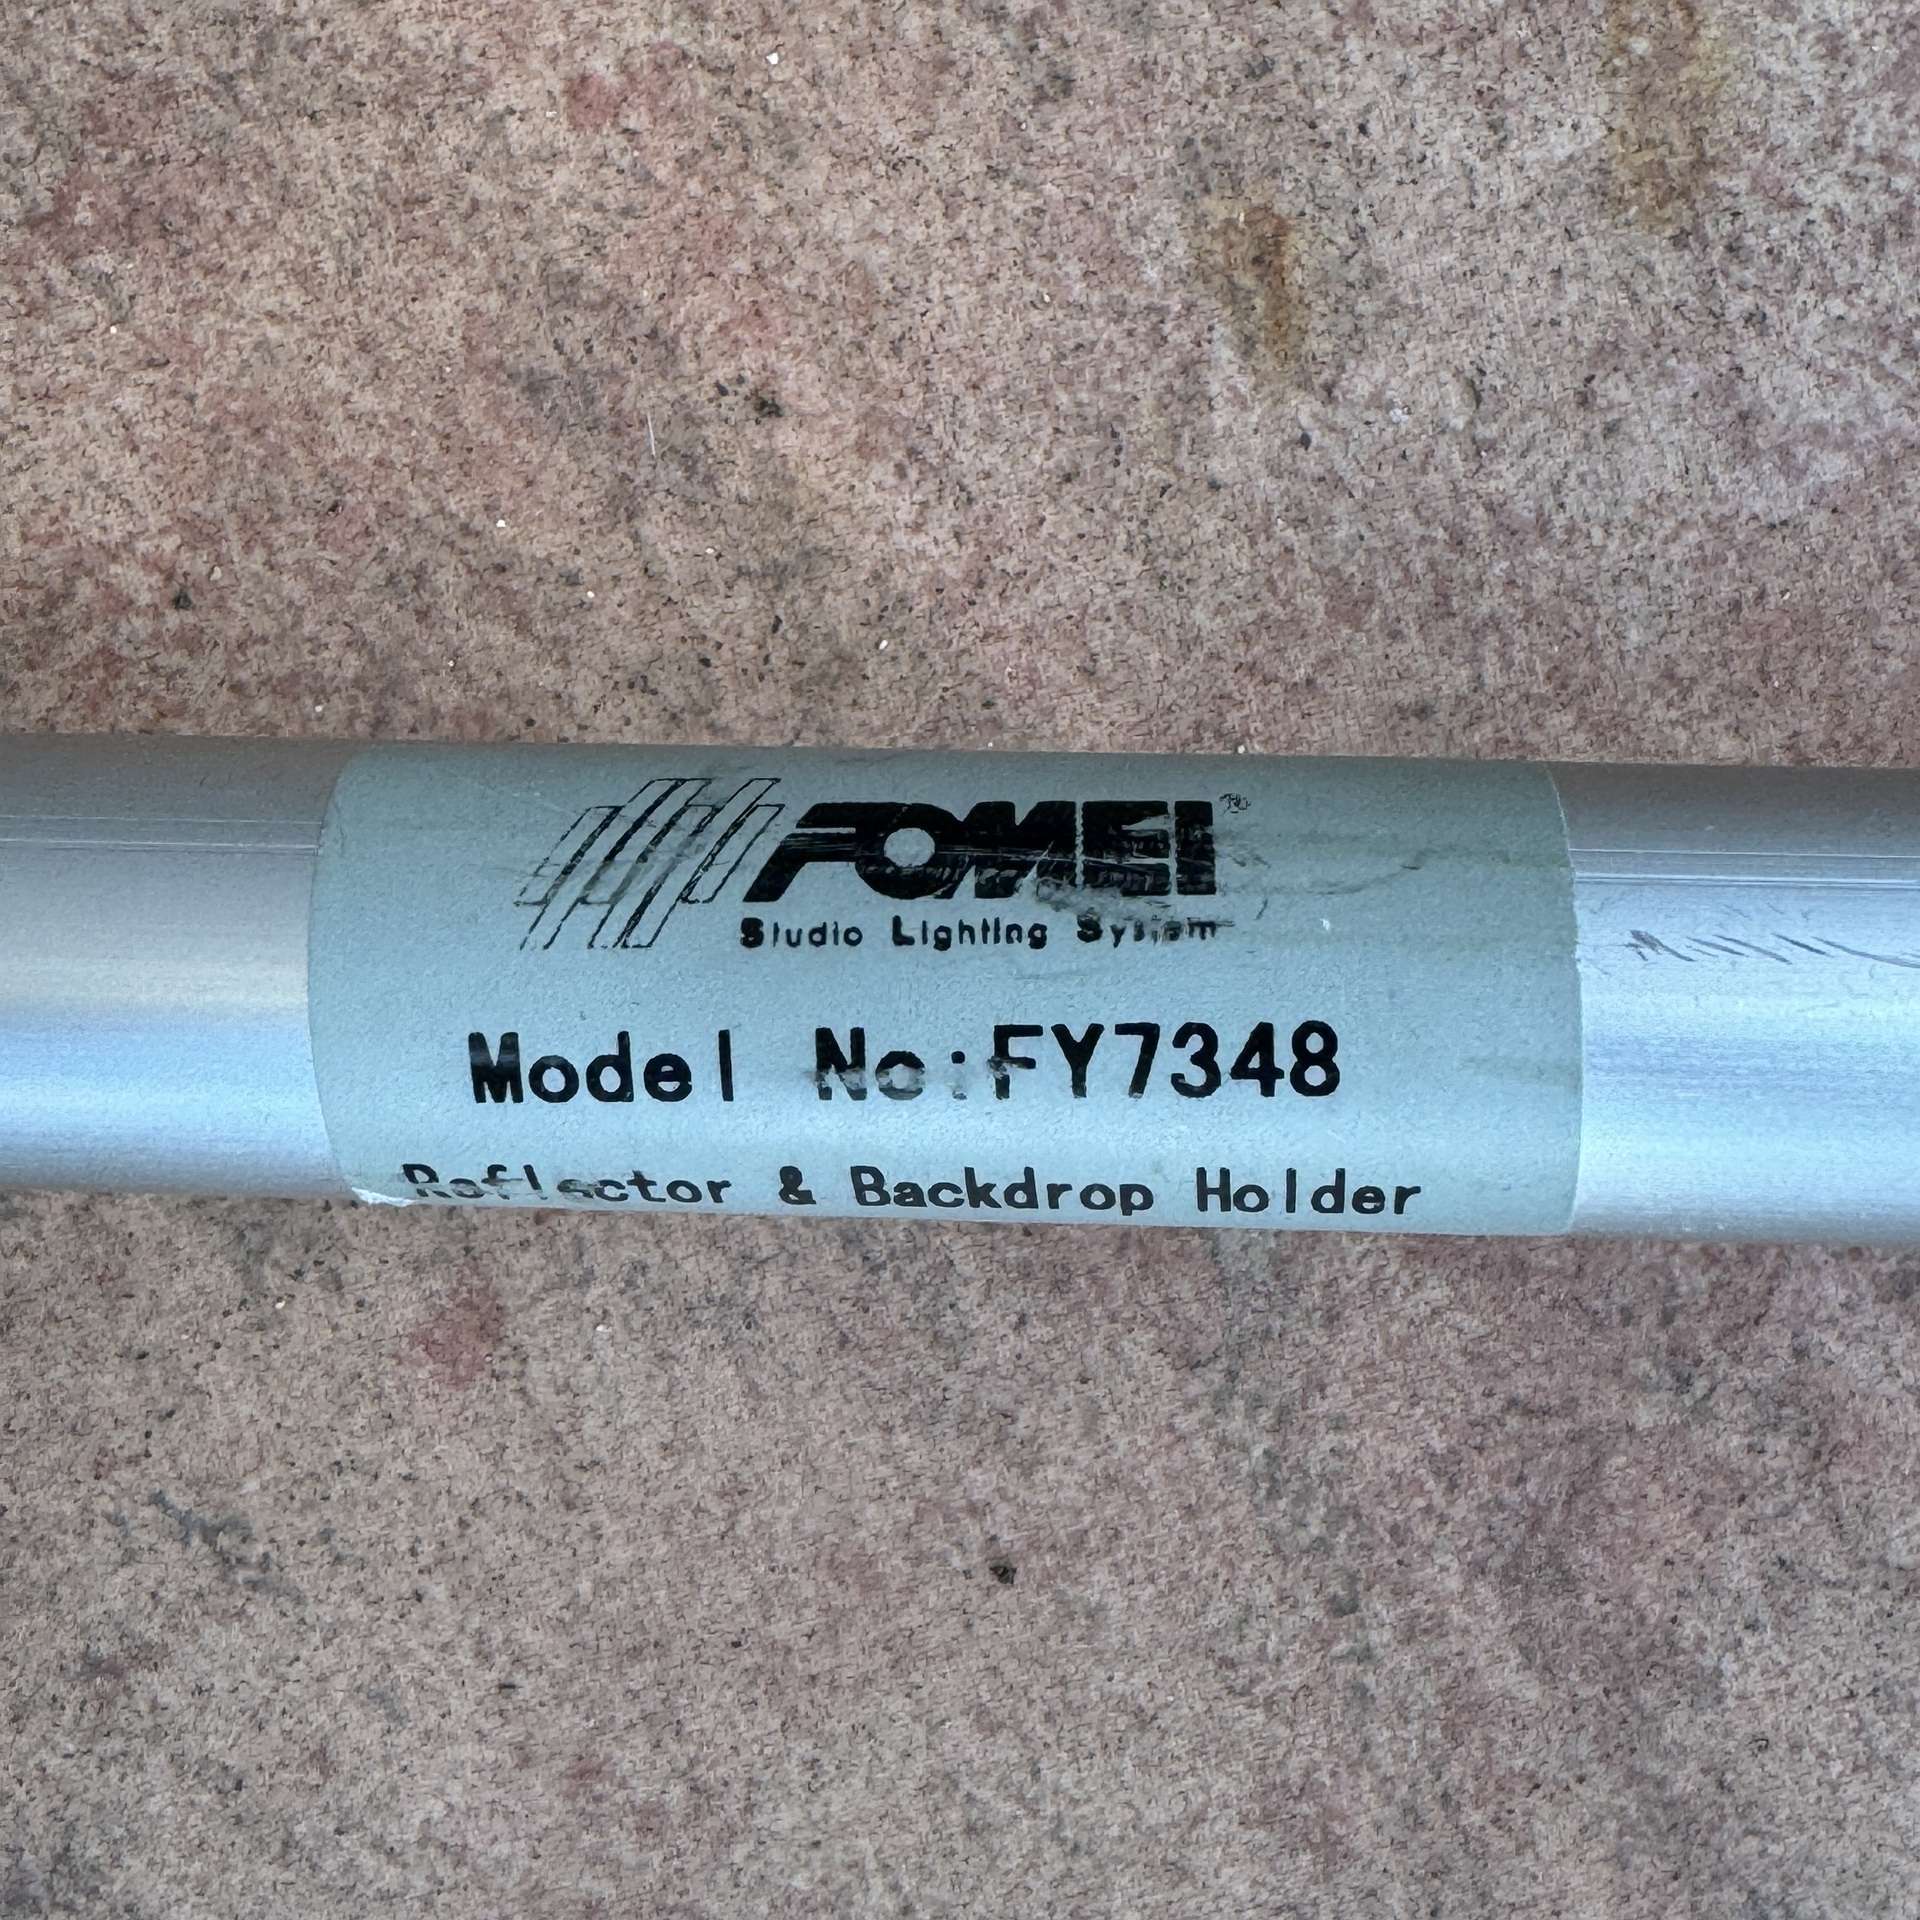 FOMEI
Studio Lighting System
Model No:FY7348
Reflector & Backdrop Holder